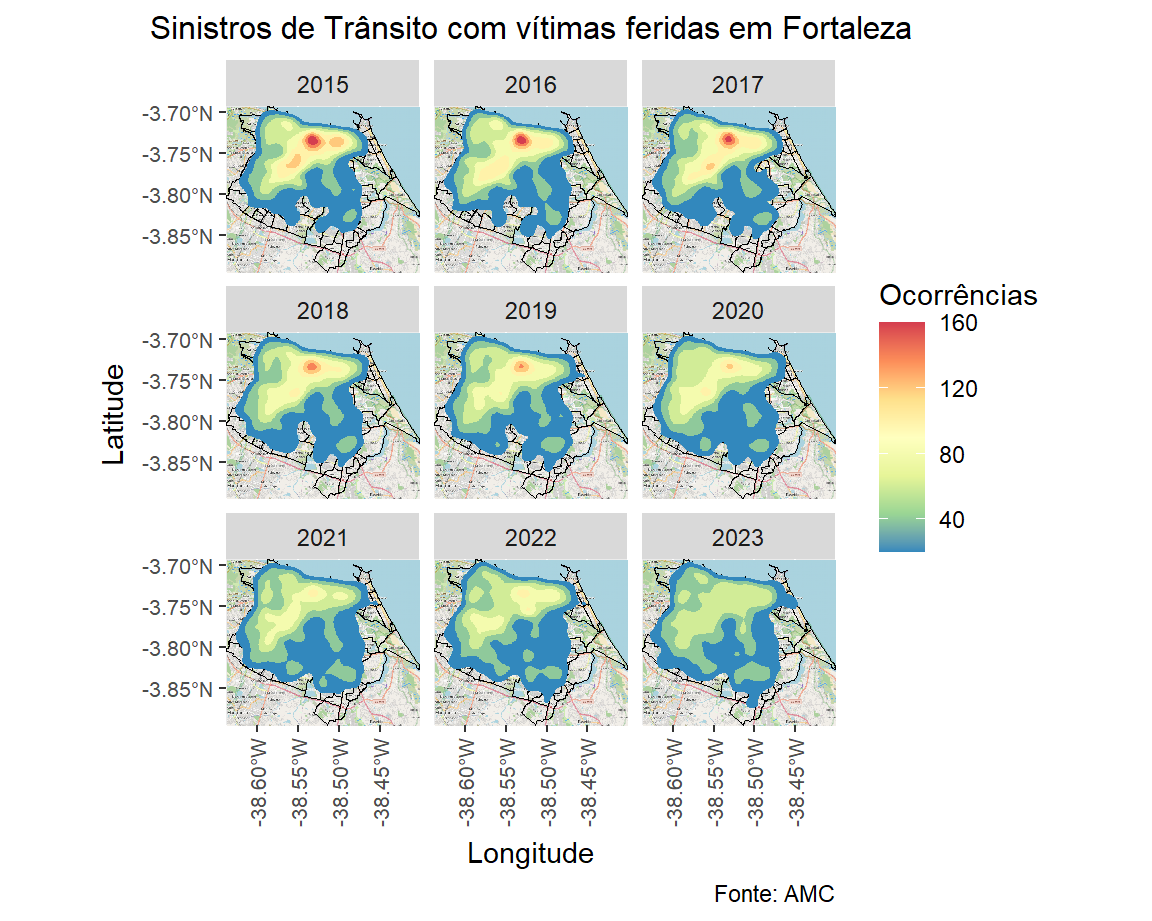 Sinistros de Trânsito com vítimas feridas em Fortaleza
2015
2016
2017
-3.70°N
-3.75°N
-3.80°N
-3.85°N
2018
2019
2020
-3.70°N
-3.75°N
-3.80°N
-3.85°N
2021
2022
2023
-3.70°N
-3.75°N
-3.80°N
-3.85°N
Latitude
-38.60°W
-38.55°W
-38.50°W
-38.45°W
-38.60°W
-38.55°W
-38.50°W
-38.45°W
-38.60°W
-38.55°W
-38.50°W
-38.45°W
Longitude
Ocorrências
160
120
80
40
Fonte: AMC